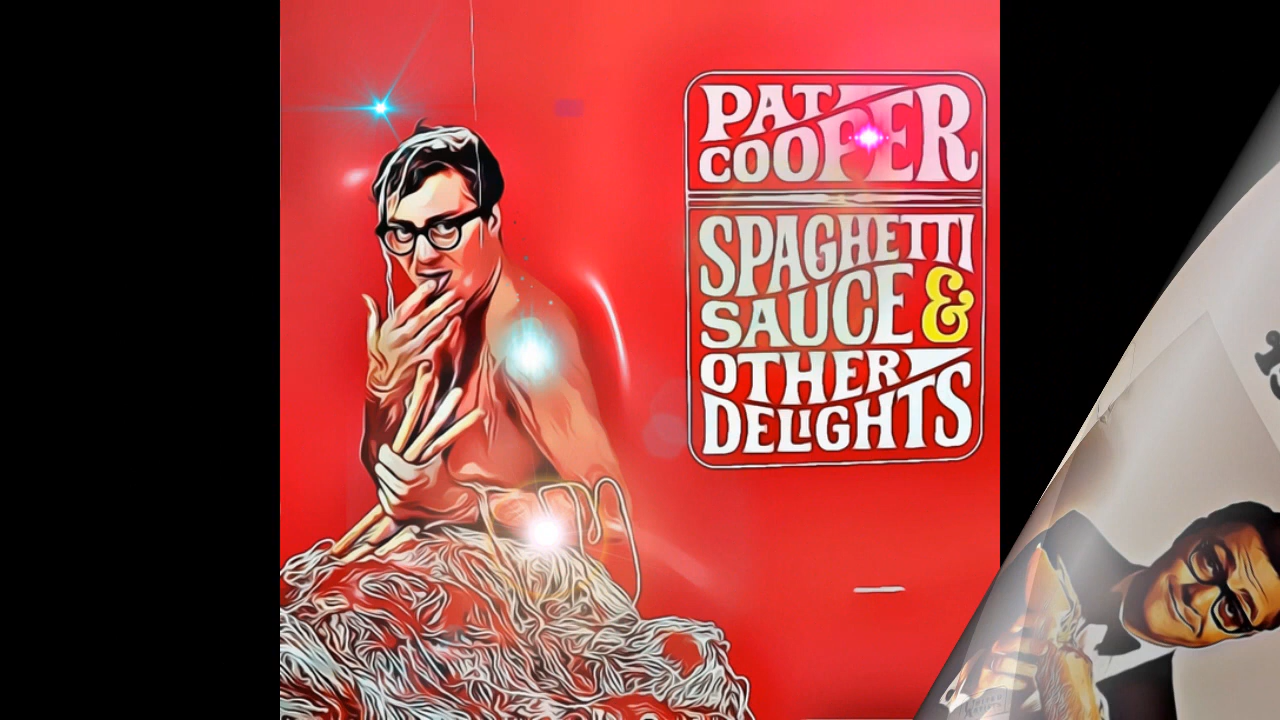 PAT
COOPER
SPAGHETTI
SAUCE &
OTHER
DELIGHTS